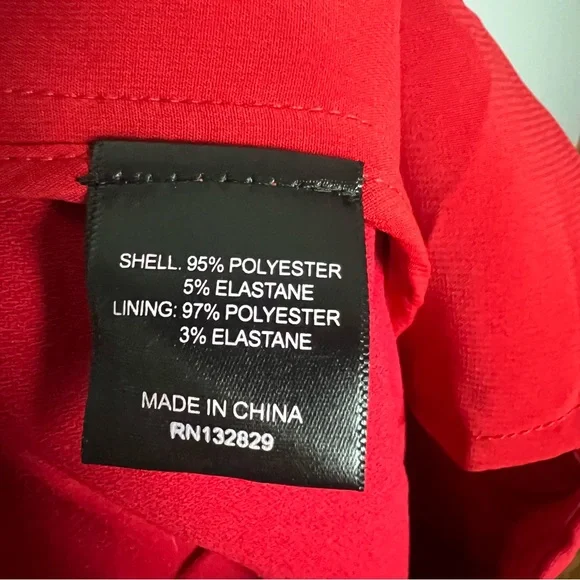 SHELL. 95% POLYESTER
5% ELASTANE
LINING: 97% POLYESTER
3% ELASTANE
MADE IN CHINA
RN132829